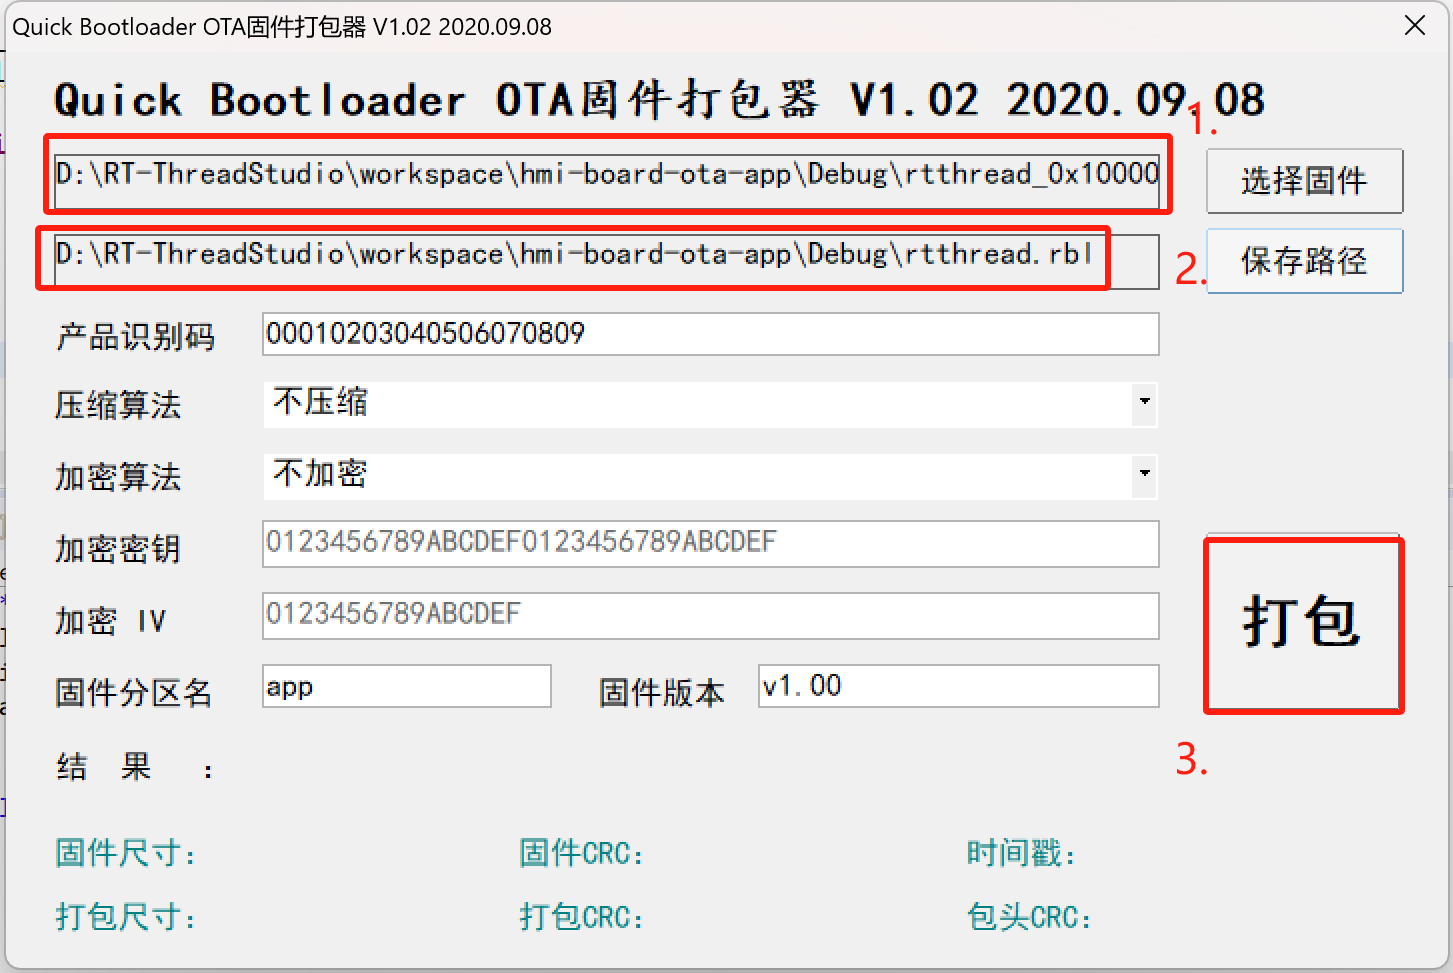 Quick Bootloader OTA固件打包器 V1.02 2020.09.08
Quick Bootloader OTA固件打包器 V1.02 2020.09.08
1.
D:\RT-ThreadStudio\workspace\hmi-board-ota-app\Debug\rtthread_0x10000
选择固件
D:\RT-ThreadStudio\workspace\hmi-board-ota-app\Debug\rtthread.rbl
2.
保存路径
产品识别码 00010203040506070809
压缩算法 不压缩
加密算法 不加密
加密密钥 0123456789ABCDEF0123456789ABCDEF
加密 IV 0123456789ABCDEF
打包
固件分区名 app 固件版本 v1.00
3.
结 果 :
固件尺寸: 固件CRC: 时间戳:
打包尺寸: 打包CRC: 包头CRC: